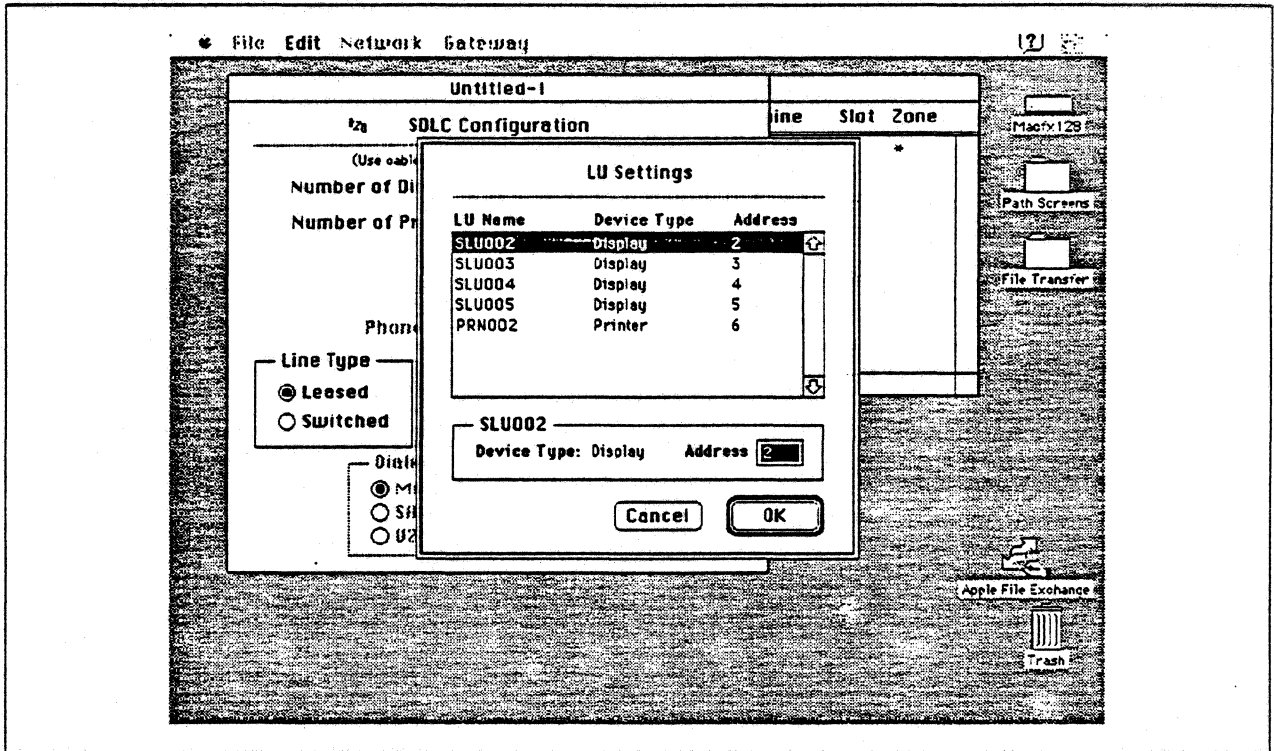 File Edit Network Gateway
Untitled-1
SDLC Configuration
ine Slot Zone
*
(Use cable
Number of Di
Number of Pr
Phone
Line Type
Leased
Switched
LU Settings
LU Name Device Type Address
SLU002 Display 2
SLU003 Display 3
SLU004 Display 4
SLU005 Display 5
PRN002 Printer 6
SLU002
Device Type: Display Address 2
Cancel OK
Macfx128
Path Screens
File Transfer
Apple File Exchange
Trash